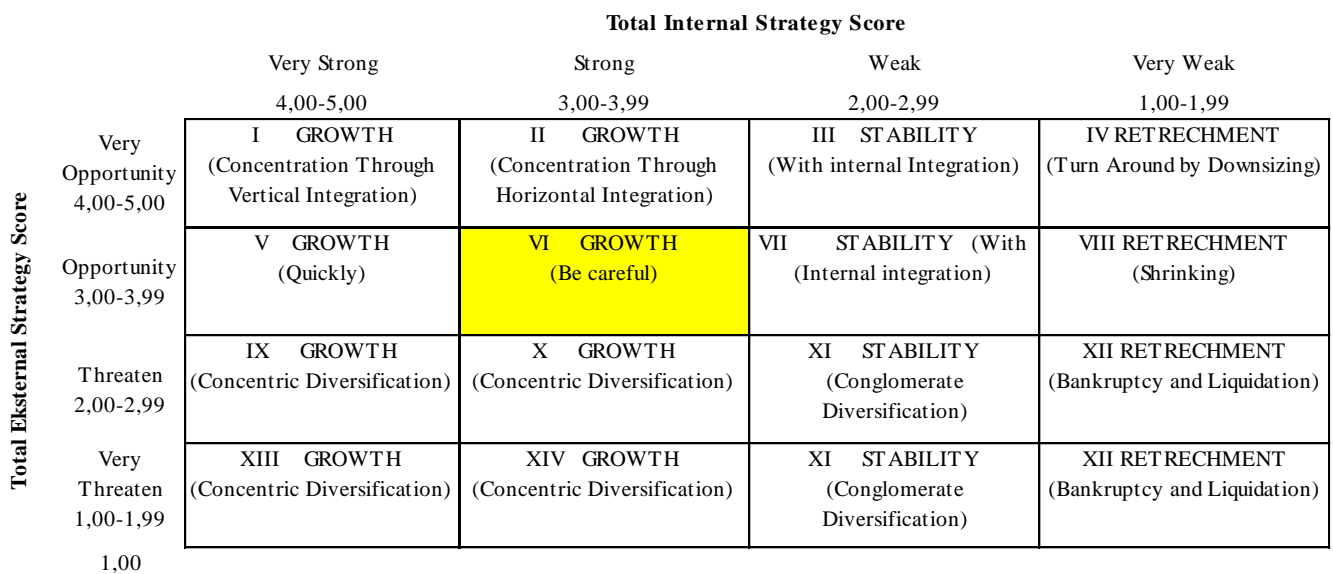 Total Internal Strategy Score
Very Strong Strong Weak Very Weak
4,00-5,00 3,00-3,99 2,00-2,99 1,00-1,99
Total Eksternal Strategy Score
Very
Opportunity
4,00-5,00
I GROWTH
(Concentration Through
Vertical Integration)
II GROWTH
(Concentration Through
Horizontal Integration)
III STABILITY
(With internal Integration)
IV RETRECHMENT
(Turn Around by Downsizing)
Opportunity
3,00-3,99
V GROWTH
(Quickly)
VI GROWTH
(Be careful)
VII STABILITY (With
(Internal integration)
VIII RETRECHMENT
(Shrinking)
Threaten
2,00-2,99
IX GROWTH
(Concentric Diversification)
X GROWTH
(Concentric Diversification)
XI STABILITY
(Conglomerate
Diversification)
XII RETRECHMENT
(Bankruptcy and Liquidation)
Very
Threaten
1,00-1,99
XIII GROWTH
(Concentric Diversification)
XIV GROWTH
(Concentric Diversification)
XI STABILITY
(Conglomerate
Diversification)
XII RETRECHMENT
(Bankruptcy and Liquidation)
1,00